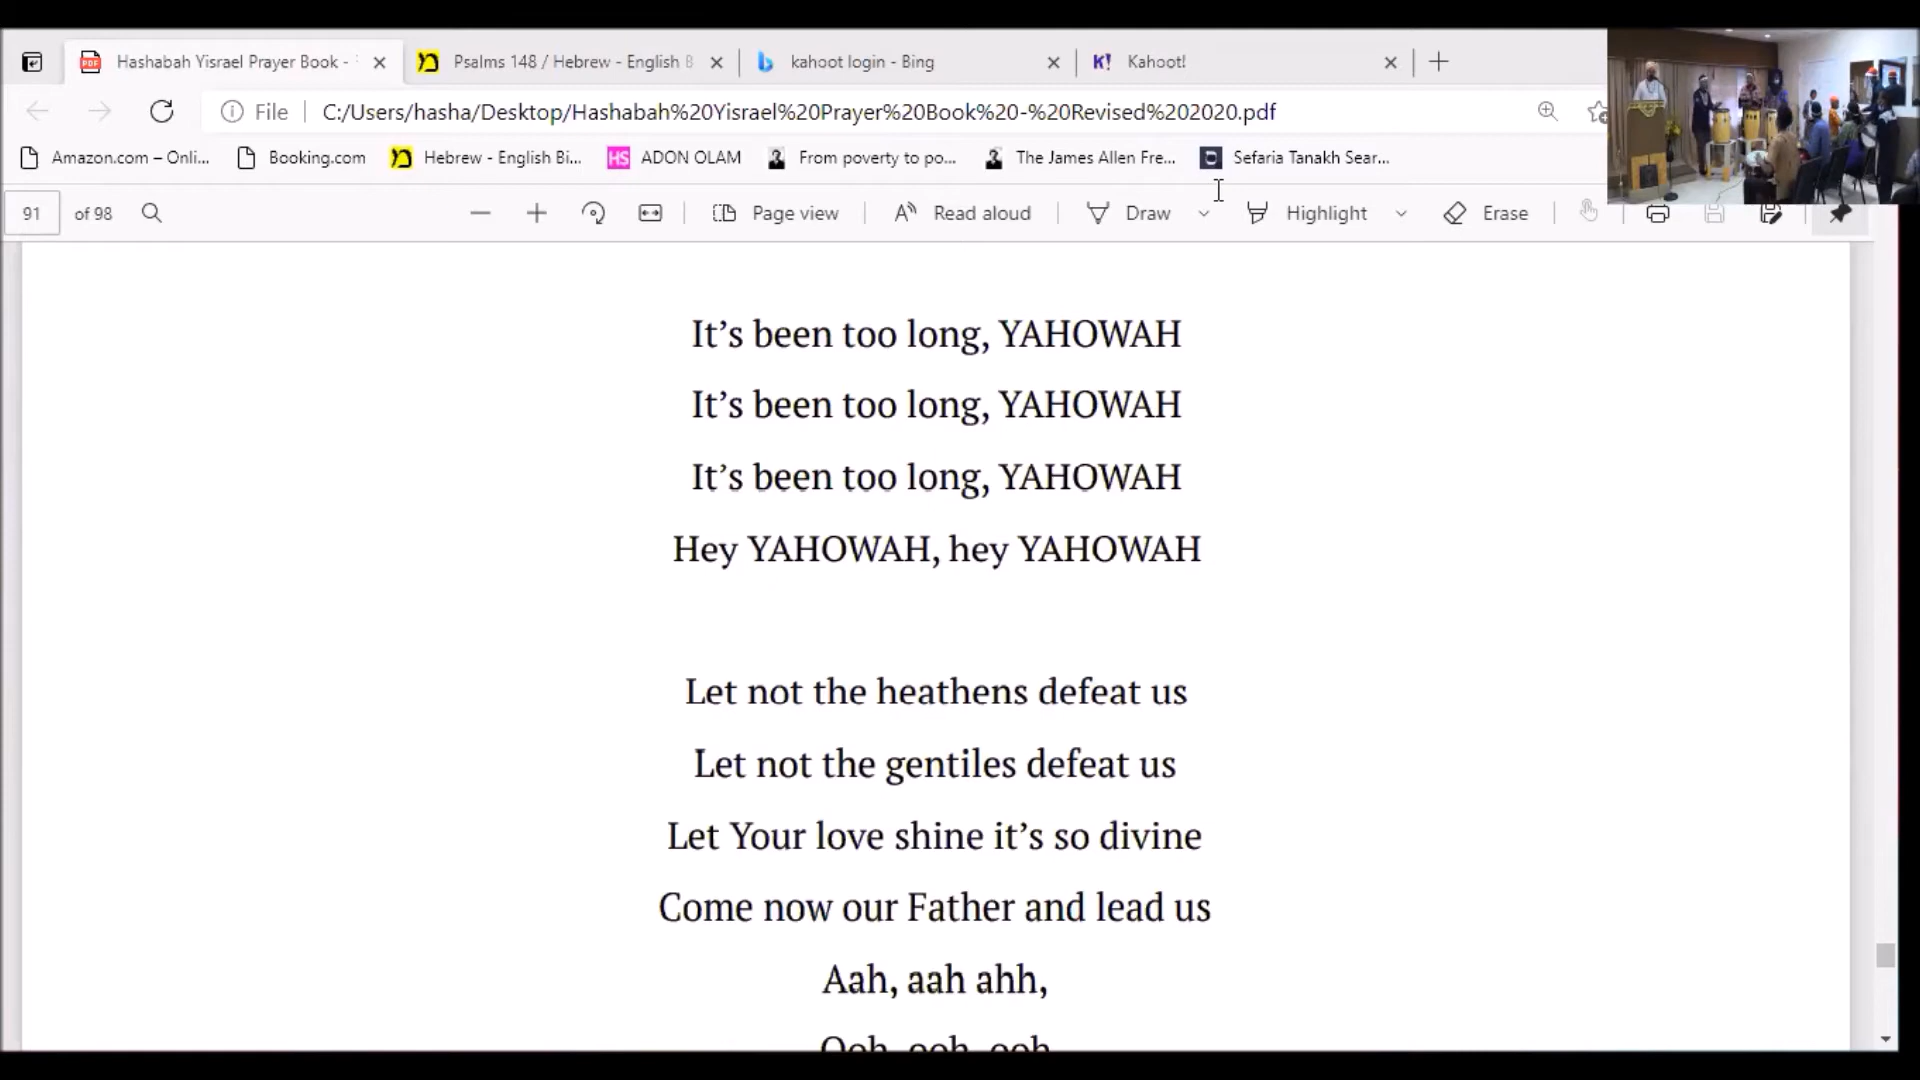 Hashabah Yisrael Prayer Book -
Psalms 148 / Hebrew - English B
kahoot login - Bing
K! Kahoot!
File C:/Users/hasha/Desktop/Hashabah%20Yisrael%20Prayer%20Book%20-%20Revised%202020.pdf
Amazon.com – Onli... Booking.com Hebrew - English Bi... HS ADON OLAM From poverty to po... The James Allen Fre... Sefaria Tanakh Sear...
91 of 98 Page view Read aloud Draw Highlight Erase
It’s been too long, YAHOWAH
It’s been too long, YAHOWAH
It’s been too long, YAHOWAH
Hey YAHOWAH, hey YAHOWAH
Let not the heathens defeat us
Let not the gentiles defeat us
Let Your love shine it’s so divine
Come now our Father and lead us
Aah, aah ahh,
Ooh, ooh, ooh